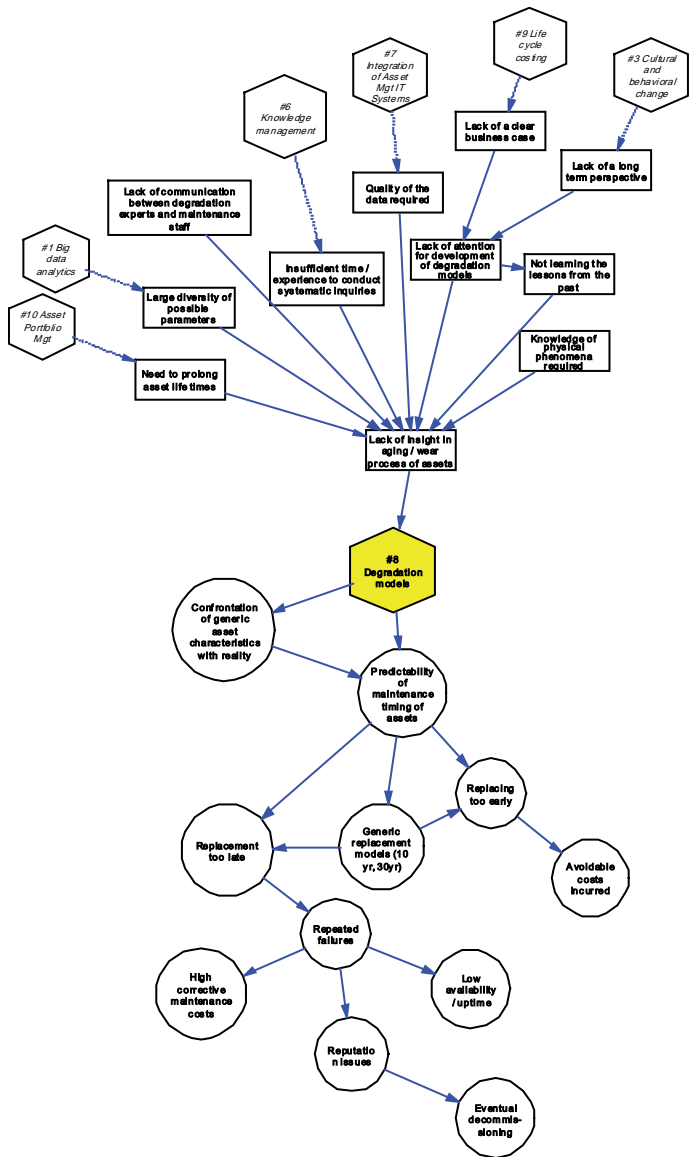 #9 Life
cycle
costing
#7
Integration
of Asset
Mgt IT
Systems
#3 Cultural
and
behavioral
change
#6
Knowledge
management
Lack of a clear
business case
Lack of a long
term perspective
Quality of the
data required
Lack of communication
between degradation
experts and maintenance
staff
#1 Big
data
analytics
Insufficient time /
experience to conduct
systematic inquiries
Lack of attention
for development
of degradation
models
Not learning the
lessons from the
past
Large diversity of
possible
parameters
#10 Asset
Portfolio
Mgt
Need to prolong
asset life times
Knowledge of
physical
phenomena
required
Lack of insight in
aging / wear
process of assets
#8
Degradation
models
Confrontation
of generic
asset
characteristics
with reality
Predictability
of
maintenance
timing of
assets
Replacing
too early
Replacement
too late
Generic
replacement
models (10
yr, 30yr)
Avoidable
costs
incurred
Repeated
failures
High
corrective
maintenance
costs
Low
availability
/ uptime
Reputatio
n issues
Eventual
decommis-
sioning